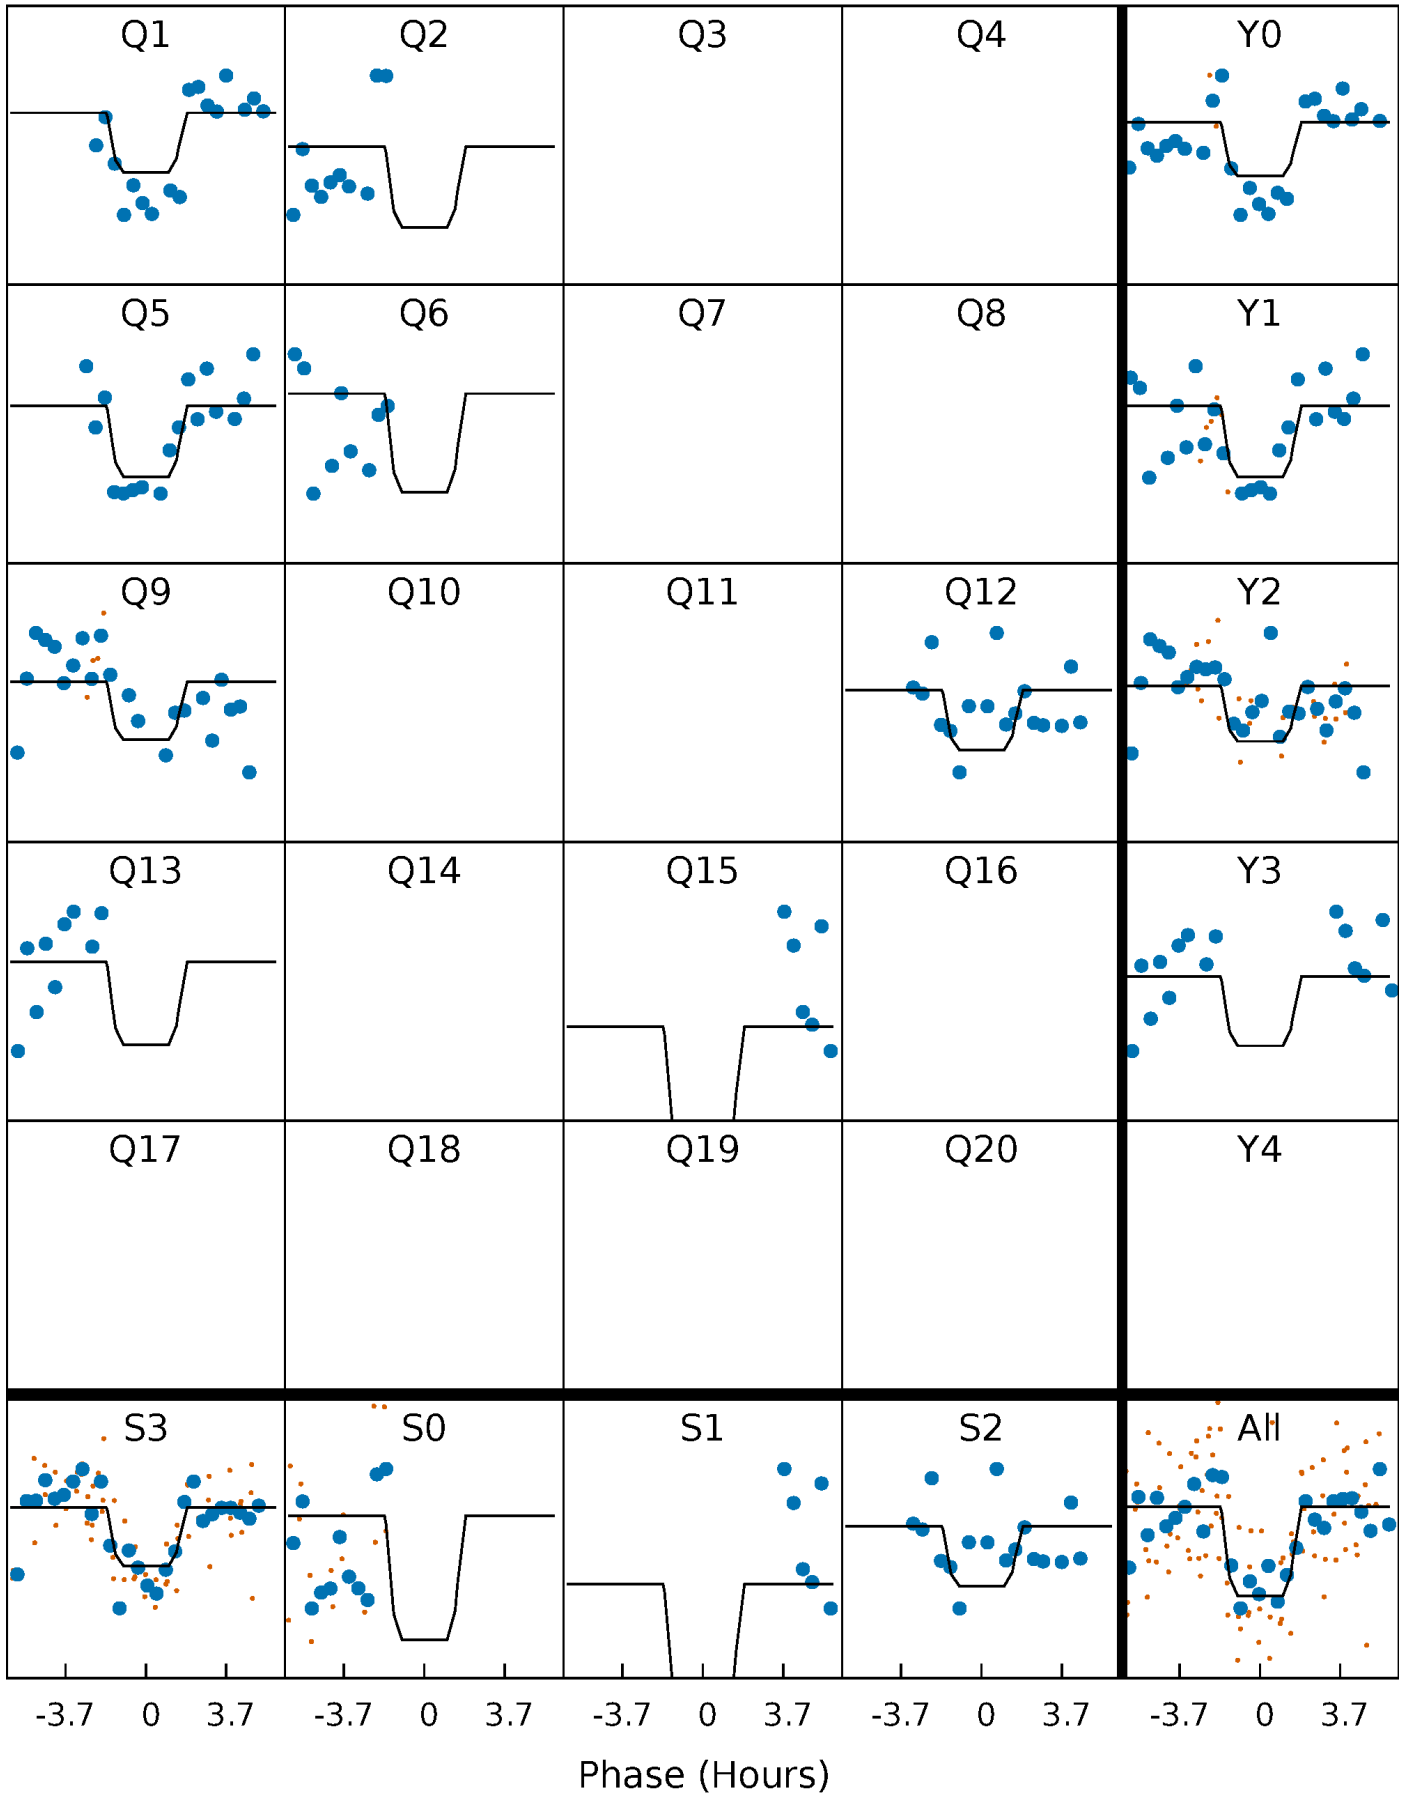 Q1 Q2 Q3 Q4 Y0
Q5 Q6 Q7 Q8 Y1
Q9 Q10 Q11 Q12 Y2
Q13 Q14 Q15 Q16 Y3
Q17 Q18 Q19 Q20 Y4
S3 S0 S1 S2 All
-3.7 0 3.7 -3.7 0 3.7 -3.7 0 3.7 -3.7 0 3.7 -3.7 0 3.7
Phase (Hours)